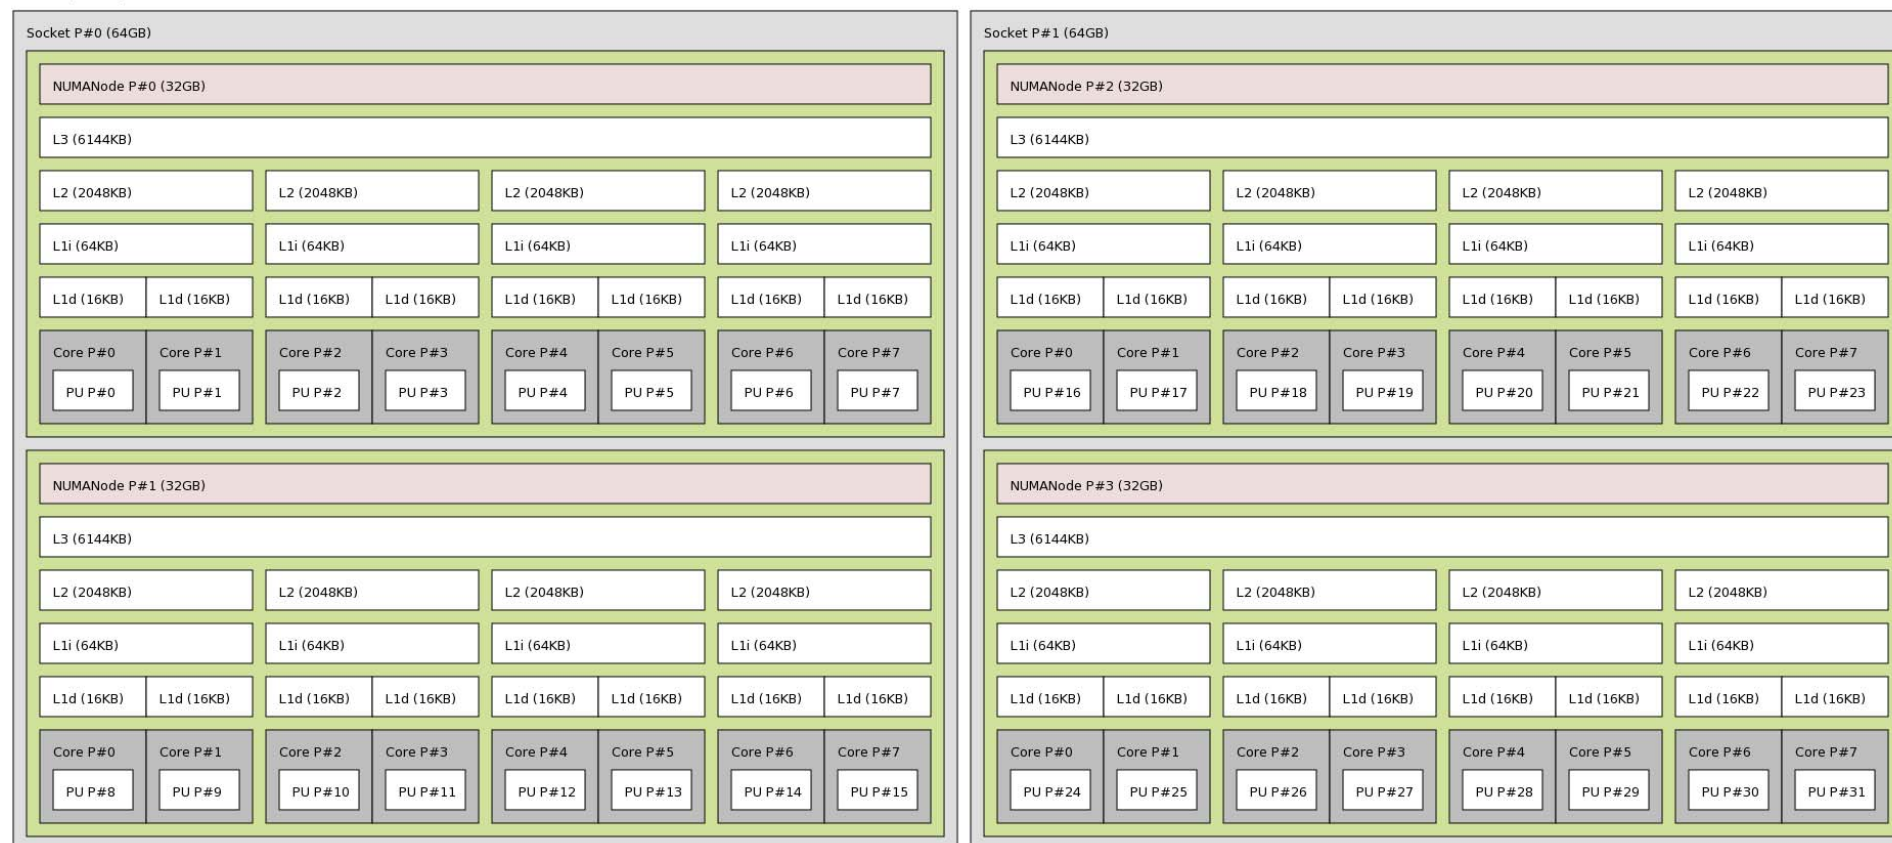 Socket P#0 (64GB)
NUMANode P#0 (32GB)
L3 (6144KB)
L2 (2048KB) L2 (2048KB) L2 (2048KB) L2 (2048KB)
L1i (64KB) L1i (64KB) L1i (64KB) L1i (64KB)
L1d (16KB) L1d (16KB) L1d (16KB) L1d (16KB) L1d (16KB) L1d (16KB) L1d (16KB) L1d (16KB)
Core P#0 Core P#1 Core P#2 Core P#3 Core P#4 Core P#5 Core P#6 Core P#7
PU P#0 PU P#1 PU P#2 PU P#3 PU P#4 PU P#5 PU P#6 PU P#7
NUMANode P#1 (32GB)
L3 (6144KB)
L2 (2048KB) L2 (2048KB) L2 (2048KB) L2 (2048KB)
L1i (64KB) L1i (64KB) L1i (64KB) L1i (64KB)
L1d (16KB) L1d (16KB) L1d (16KB) L1d (16KB) L1d (16KB) L1d (16KB) L1d (16KB) L1d (16KB)
Core P#0 Core P#1 Core P#2 Core P#3 Core P#4 Core P#5 Core P#6 Core P#7
PU P#8 PU P#9 PU P#10 PU P#11 PU P#12 PU P#13 PU P#14 PU P#15
Socket P#1 (64GB)
NUMANode P#2 (32GB)
L3 (6144KB)
L2 (2048KB) L2 (2048KB) L2 (2048KB) L2 (2048KB)
L1i (64KB) L1i (64KB) L1i (64KB) L1i (64KB)
L1d (16KB) L1d (16KB) L1d (16KB) L1d (16KB) L1d (16KB) L1d (16KB) L1d (16KB) L1d (16KB)
Core P#0 Core P#1 Core P#2 Core P#3 Core P#4 Core P#5 Core P#6 Core P#7
PU P#16 PU P#17 PU P#18 PU P#19 PU P#20 PU P#21 PU P#22 PU P#23
NUMANode P#3 (32GB)
L3 (6144KB)
L2 (2048KB) L2 (2048KB) L2 (2048KB) L2 (2048KB)
L1i (64KB) L1i (64KB) L1i (64KB) L1i (64KB)
L1d (16KB) L1d (16KB) L1d (16KB) L1d (16KB) L1d (16KB) L1d (16KB) L1d (16KB) L1d (16KB)
Core P#0 Core P#1 Core P#2 Core P#3 Core P#4 Core P#5 Core P#6 Core P#7
PU P#24 PU P#25 PU P#26 PU P#27 PU P#28 PU P#29 PU P#30 PU P#31